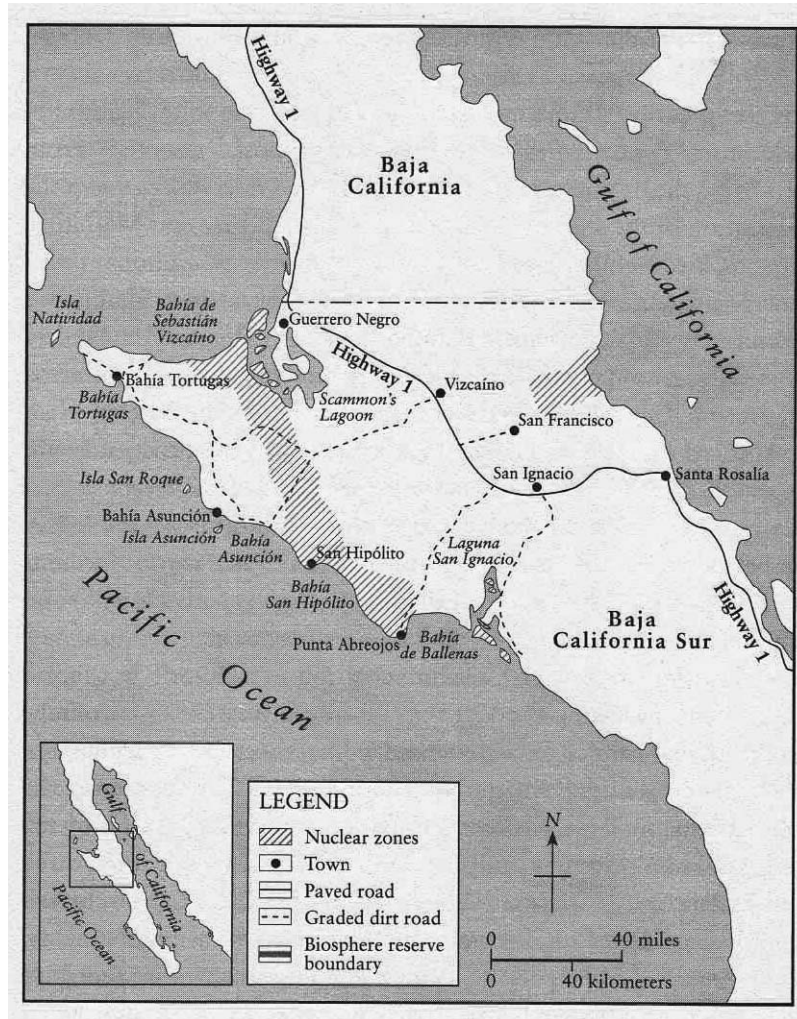 Highway 1
Baja
California
Gulf of California
Isla
Natividad
Bahía de
Sebastián
Vizcaíno
Guerrero Negro
Highway 1
Bahía Tortugas
Bahía
Tortugas
Scammon's
Lagoon
Vizcaíno
San Francisco
Isla San Roque
San Ignacio
Santa Rosalía
Bahía Asunción
Isla Asunción
Bahía
Asunción
San Hipólito
Laguna
San Ignacio
Bahía
San Hipólito
Highway 1
Pacific Ocean
Punta Abreojos
Bahía
de Ballenas
Baja
California Sur
Gulf
of California
Pacific Ocean
LEGEND
Nuclear zones
Town
Paved road
Graded dirt road
Biosphere reserve
boundary
N
0 40 miles
0 40 kilometers